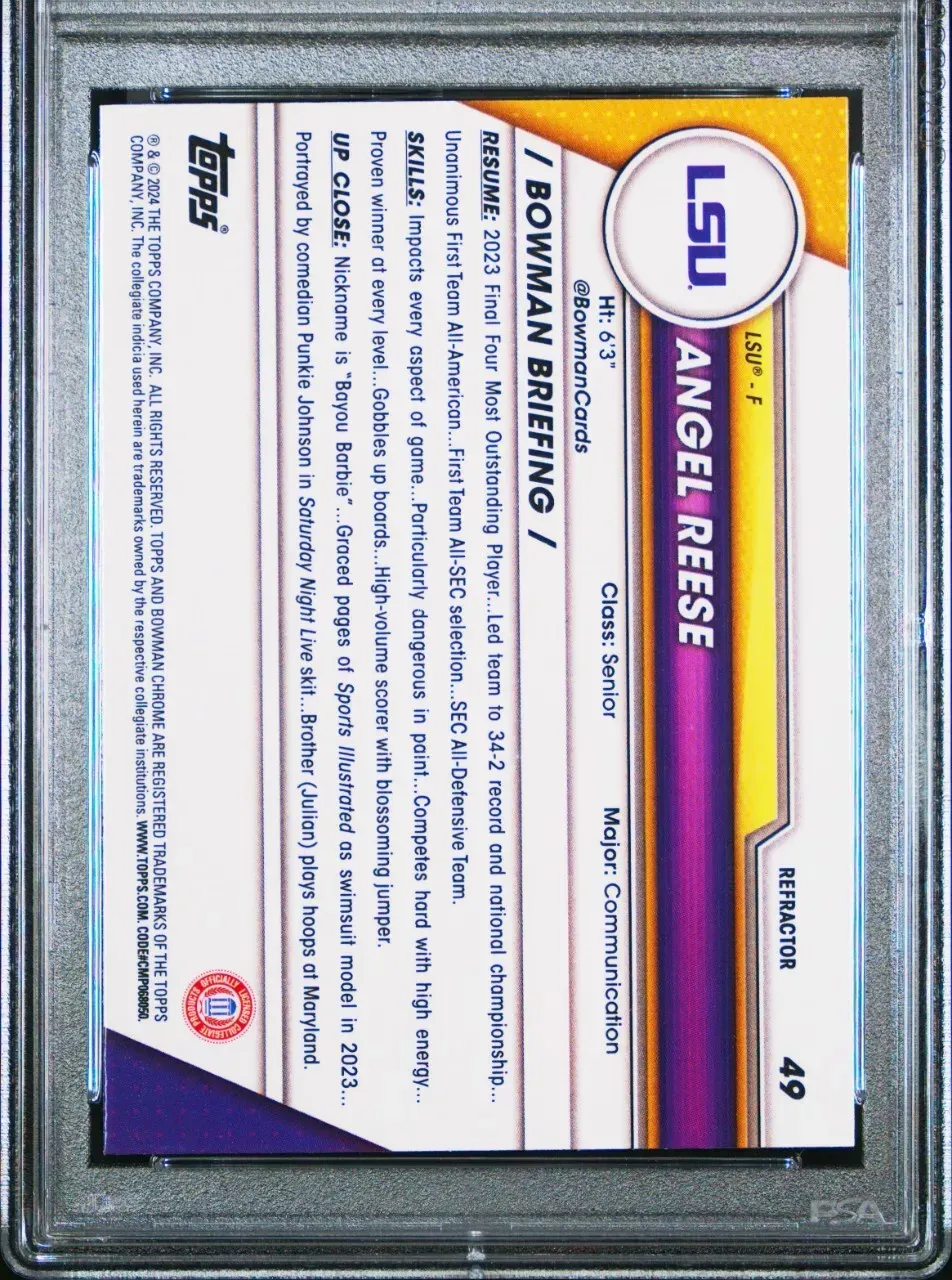 REFRACTOR 49
LSU® - F
LSU
ANGEL REESE
Ht: 6'3" Class: Senior Major: Communication
@BowmanCards
/ BOWMAN BRIEFING /
RESUME: 2023 Final Four Most Outstanding Player...Led team to 34-2 record and national championship...
Unanimous First Team All-American...First Team All-SEC selection...SEC All-Defensive Team.
SKILLS: Impacts every aspect of game...Particularly dangerous in paint...Competes hard with high energy...
Proven winner at every level...Gobbles up boards...High-volume scorer with blossoming jumper.
UP CLOSE: Nickname is "Bayou Barbie"...Graced pages of Sports Illustrated as swimsuit model in 2023...
Portrayed by comedian Punkie Johnson in Saturday Night Live skit...Brother (Julian) plays hoops at Maryland.
topps®
OFFICIALLY LICENSED COLLEGIATE PRODUCTS
® & © 2024 THE TOPPS COMPANY, INC. ALL RIGHTS RESERVED. TOPPS AND BOWMAN CHROME ARE REGISTERED TRADEMARKS OF THE TOPPS
COMPANY, INC. The collegiate indicia used herein are trademarks owned by the respective collegiate institutions. WWW.TOPPS.COM. CODE#CMP068050.
PSA